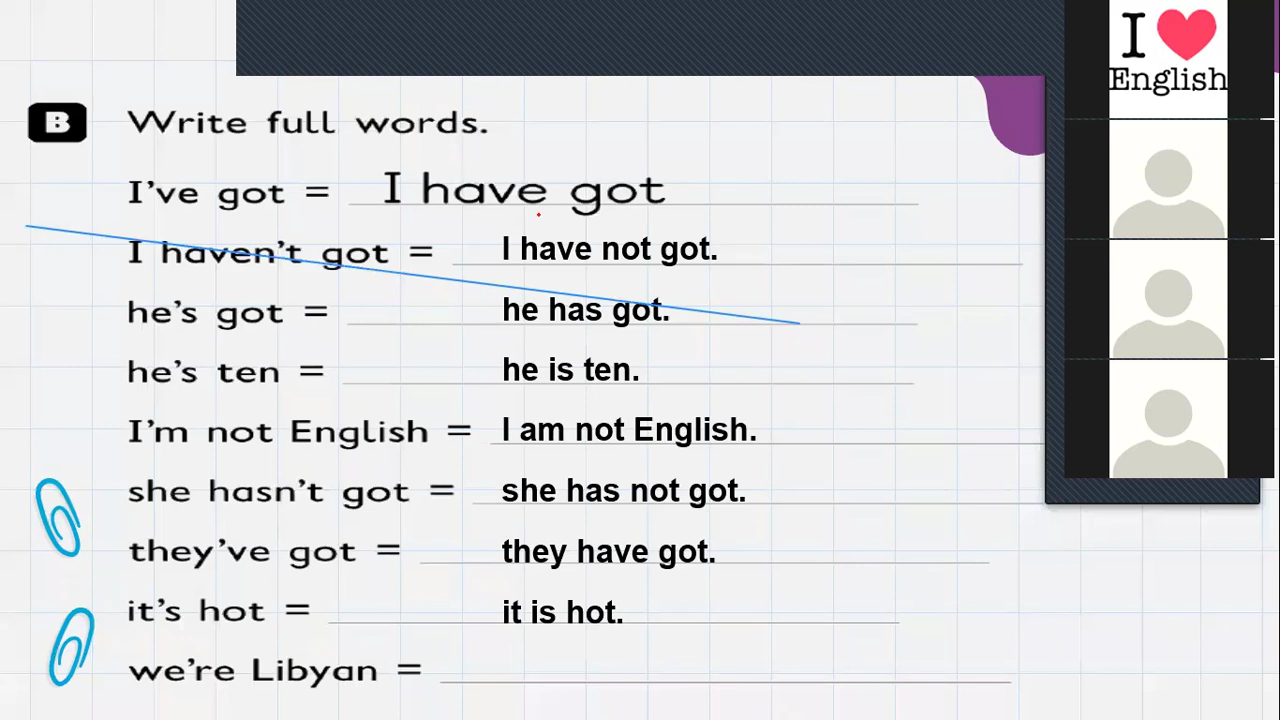 I ❤
English
B Write full words.
I've got = I have got
I haven't got = I have not got.
he's got = he has got.
he's ten = he is ten.
I'm not English = I am not English.
she hasn't got = she has not got.
they've got = they have got.
it's hot = it is hot.
we're Libyan =